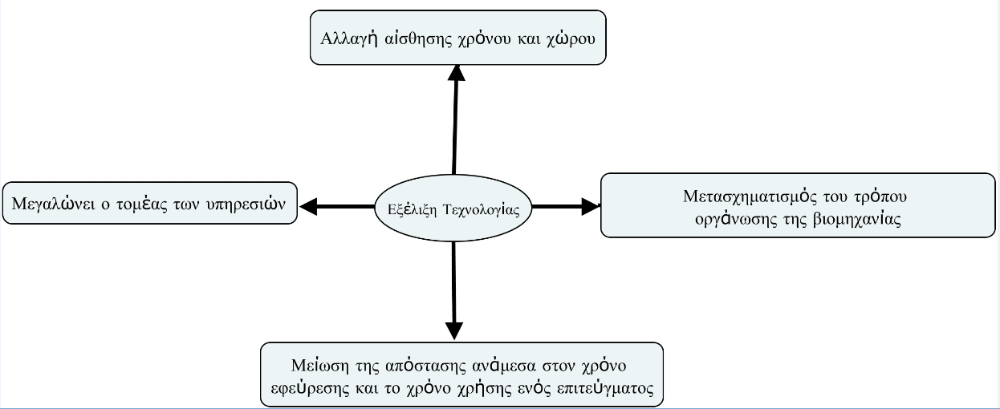 Αλλαγή αίσθησης χρόνου και χώρου
Μεγαλώνει ο τομέας των υπηρεσιών
Εξέλιξη Τεχνολογίας
Μετασχηματισμός του τρόπου
οργάνωσης της βιομηχανίας
Μείωση της απόστασης ανάμεσα στον χρόνο
εφεύρεσης και το χρόνο χρήσης ενός επιτεύγματος